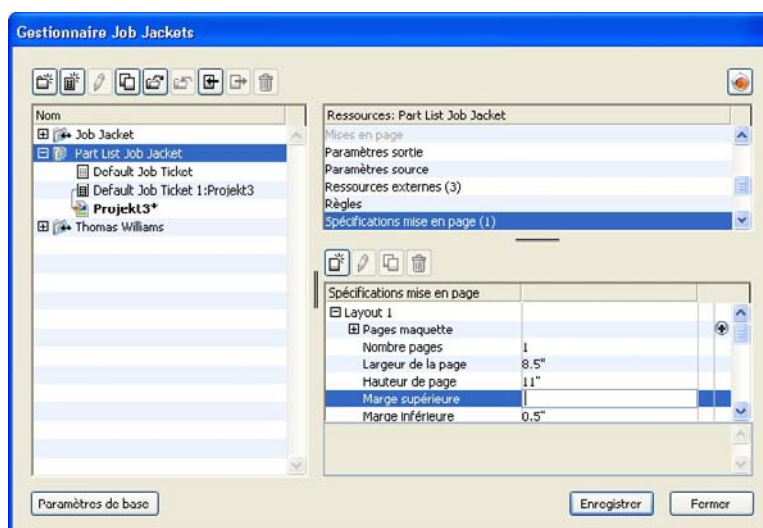 Gestionnaire Job Jackets
Nom
Job Jacket
Part List Job Jacket
Default Job Ticket
Default Job Ticket 1:Projekt3
Projekt3*
Thomas Williams
Ressources: Part List Job Jacket
Mises en page
Paramètres sortie
Paramètres source
Ressources externes (3)
Règles
Spécifications mise en page (1)
Spécifications mise en page
Layout 1
Pages maquette
Nombre pages 1
Largeur de la page 8.5"
Hauteur de page 11"
Marge supérieure
Marge inférieure 0.5"
Paramètres de base
Enregistrer
Fermer